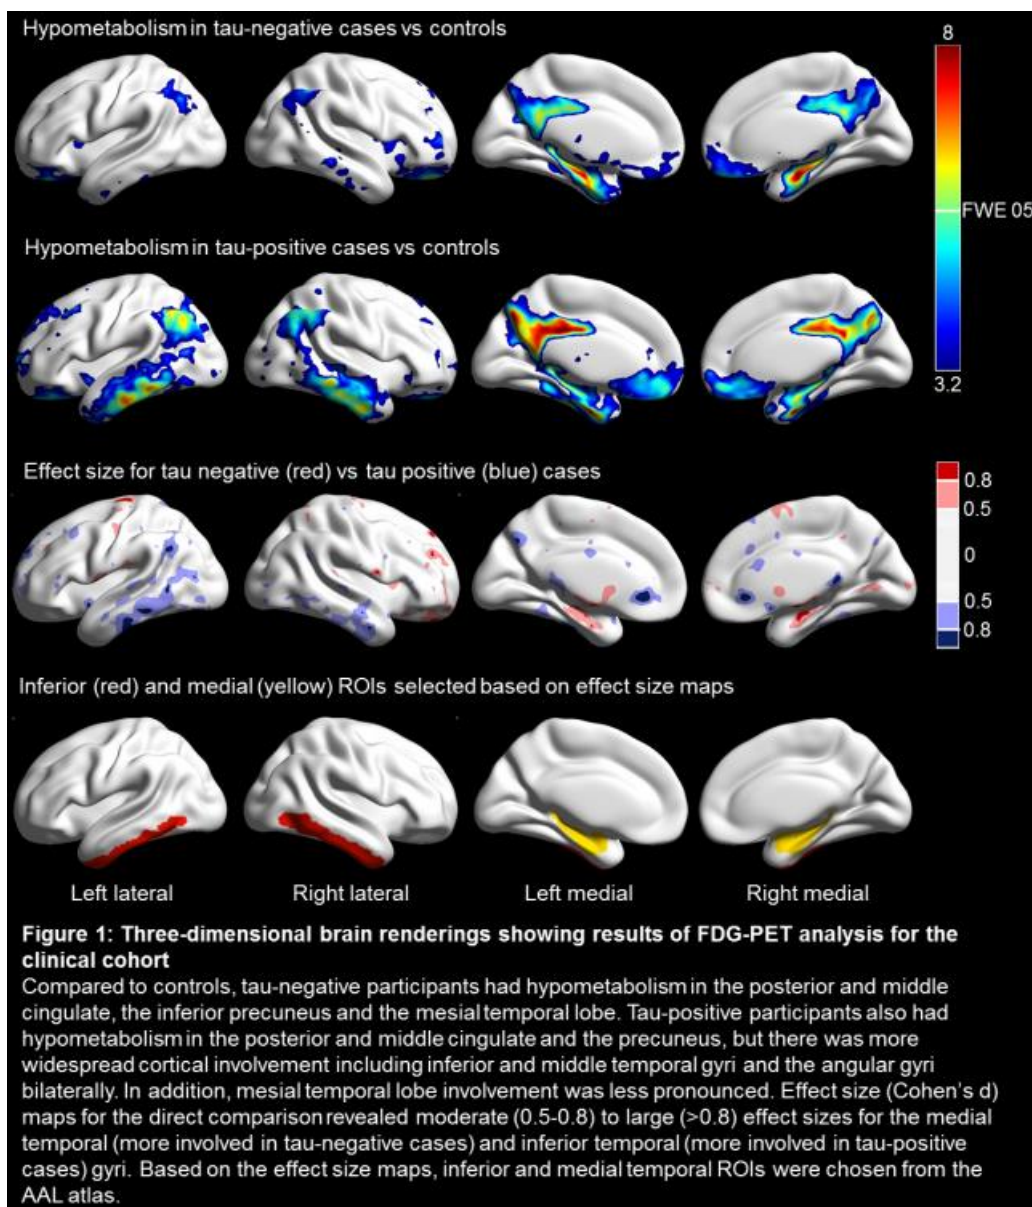 Hypometabolism in tau-negative cases vs controls
8
FWE 05
3.2
Hypometabolism in tau-positive cases vs controls
Effect size for tau negative (red) vs tau positive (blue) cases
0.8
0.5
0
0.5
0.8
Inferior (red) and medial (yellow) ROIs selected based on effect size maps
Left lateral
Right lateral
Left medial
Right medial
Figure 1: Three-dimensional brain renderings showing results of FDG-PET analysis for the
clinical cohort
Compared to controls, tau-negative participants had hypometabolism in the posterior and middle
cingulate, the inferior precuneus and the mesial temporal lobe. Tau-positive participants also had
hypometabolism in the posterior and middle cingulate and the precuneus, but there was more
widespread cortical involvement including inferior and middle temporal gyri and the angular gyri
bilaterally. In addition, mesial temporal lobe involvement was less pronounced. Effect size (Cohen's d)
maps for the direct comparison revealed moderate (0.5-0.8) to large (>0.8) effect sizes for the medial
temporal (more involved in tau-negative cases) and inferior temporal (more involved in tau-positive
cases) gyri. Based on the effect size maps, inferior and medial temporal ROIs were chosen from the
AAL atlas.